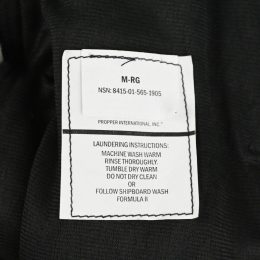 M-RG
NSN: 8415-01-565-1905
PROPPER INTERNATIONAL, INC.
LAUNDERING INSTRUCTIONS:
MACHINE WASH WARM
RINSE THOROUGHLY.
TUMBLE DRY WARM
DO NOT DRY CLEAN
OR
FOLLOW SHIPBOARD WASH
FORMULA II